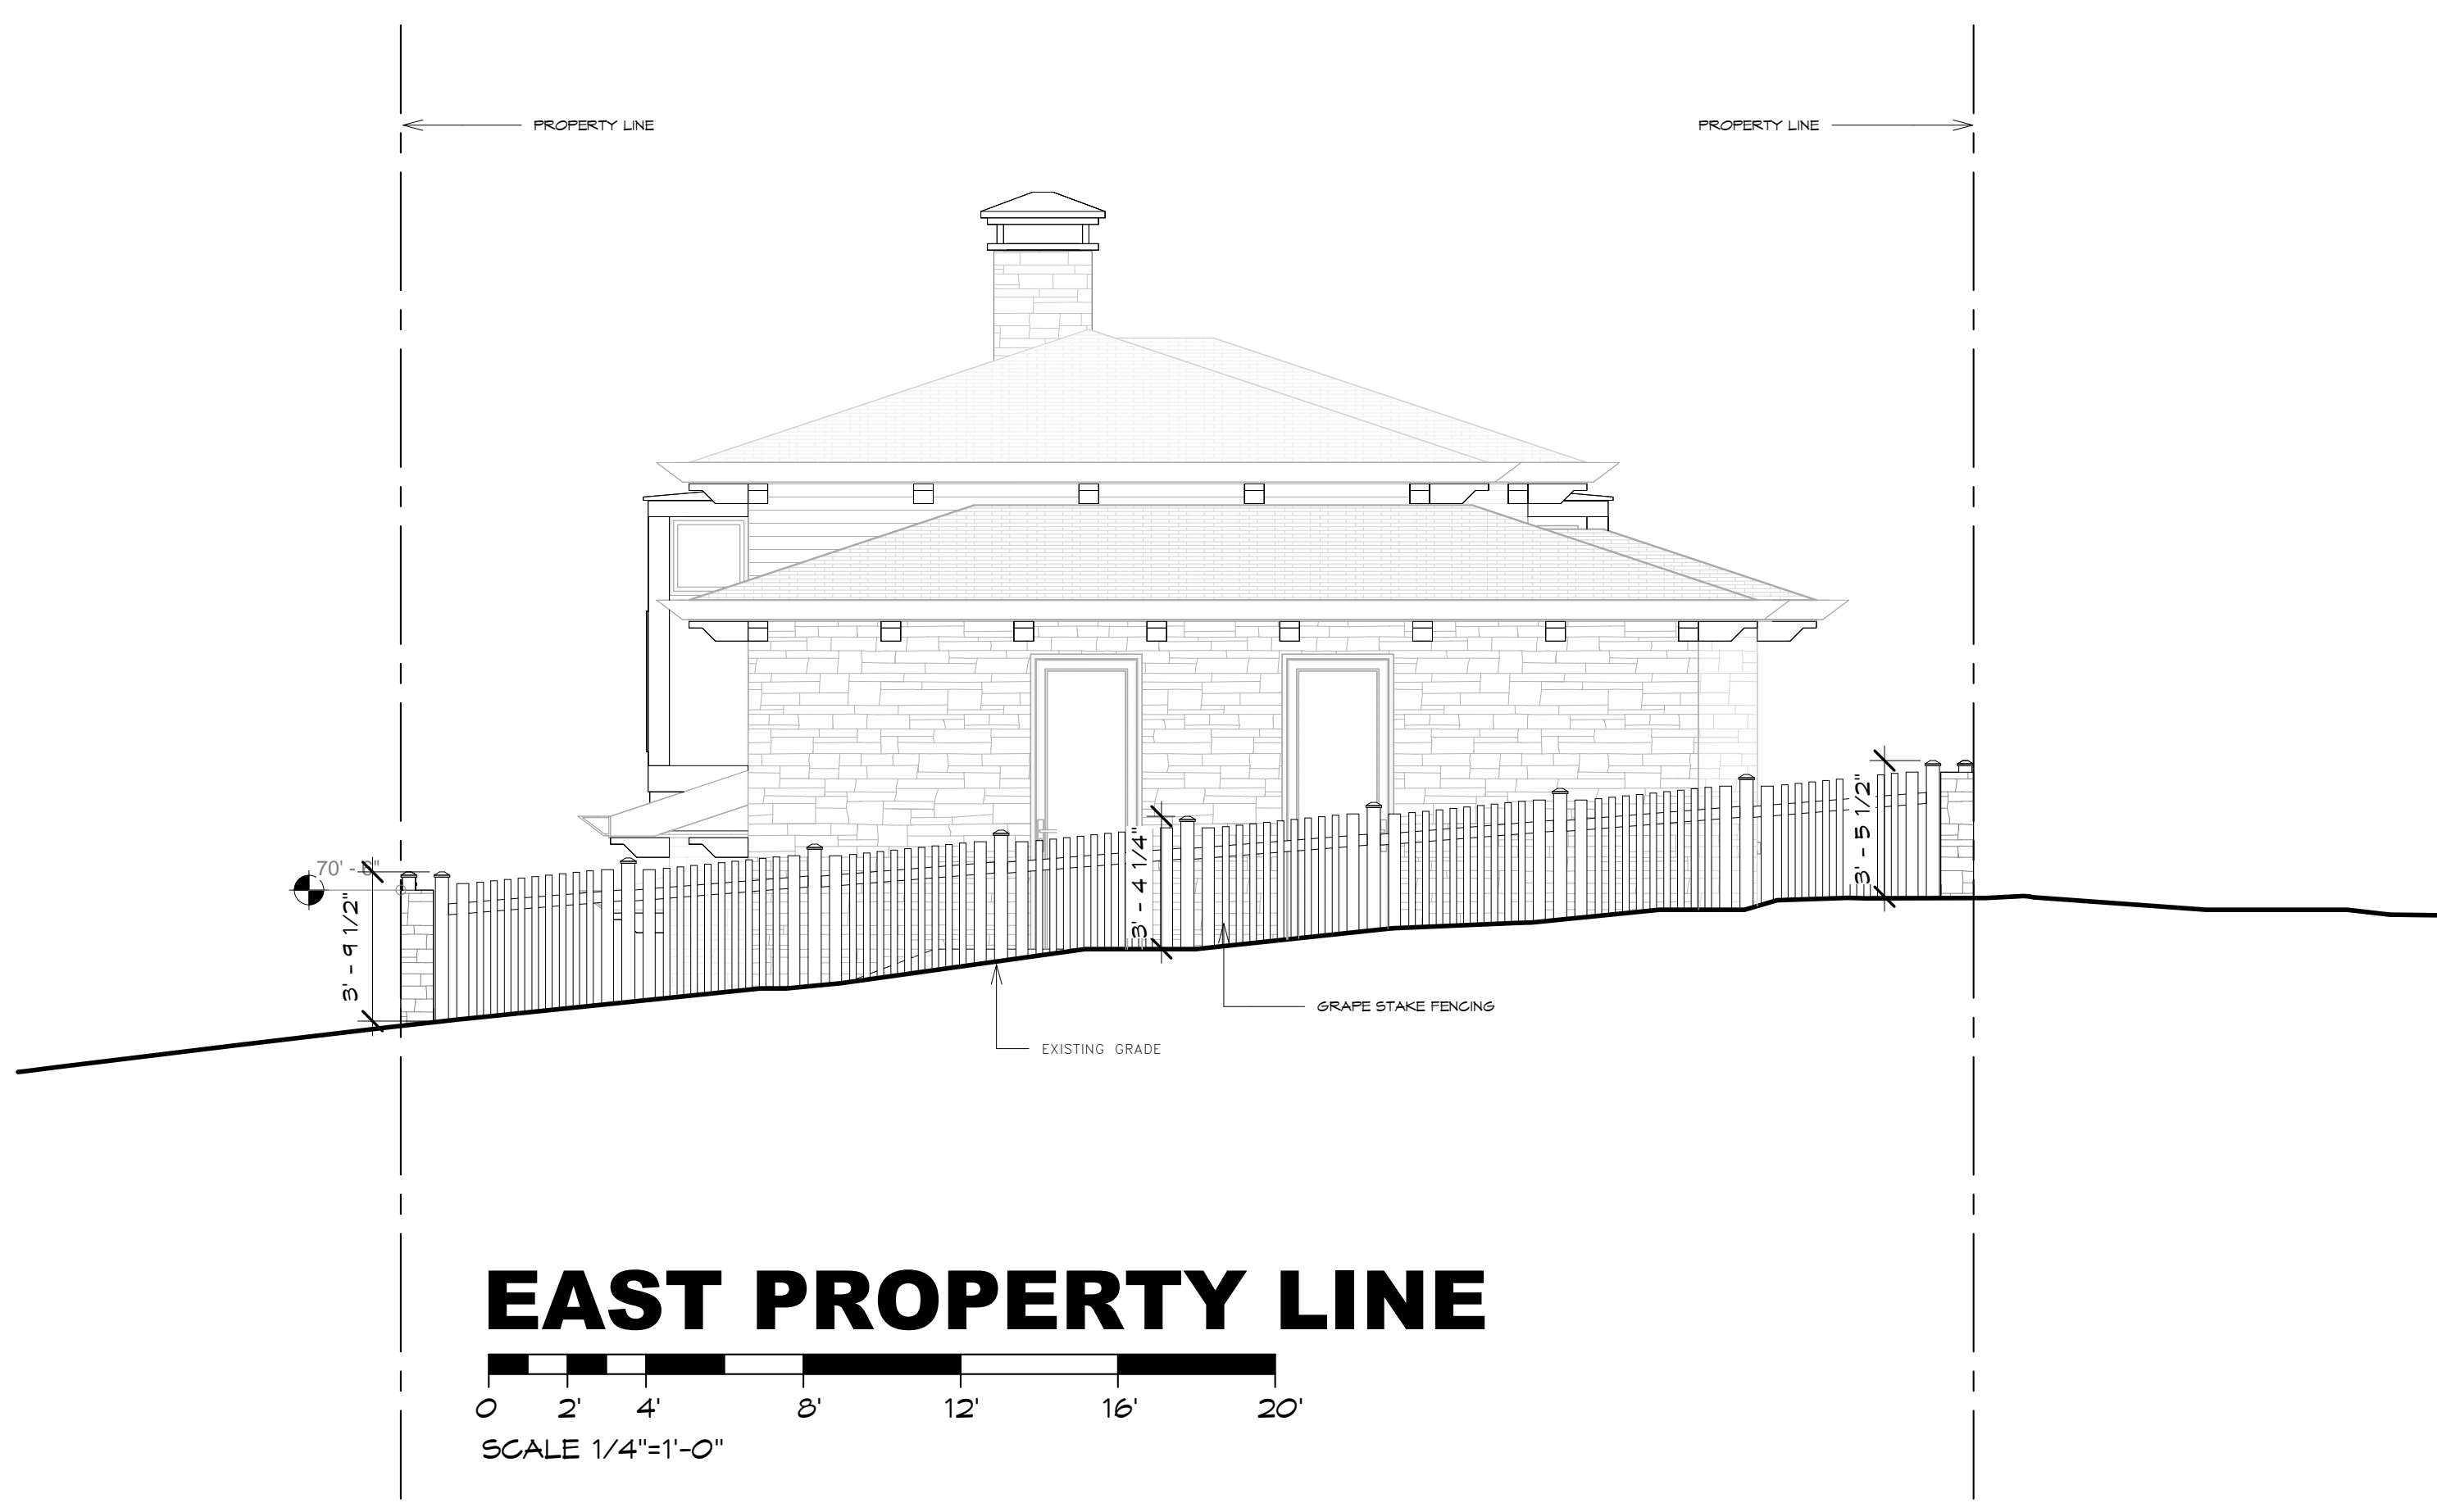 PROPERTY LINE
PROPERTY LINE
70' -
3' - 9 1/2"
3' - 4 1/4"
3' - 5 1/2"
GRAPE STAKE FENCING
EXISTING GRADE
EAST PROPERTY LINE
0 2' 4' 8' 12' 16' 20'
SCALE 1/4"=1'-0"